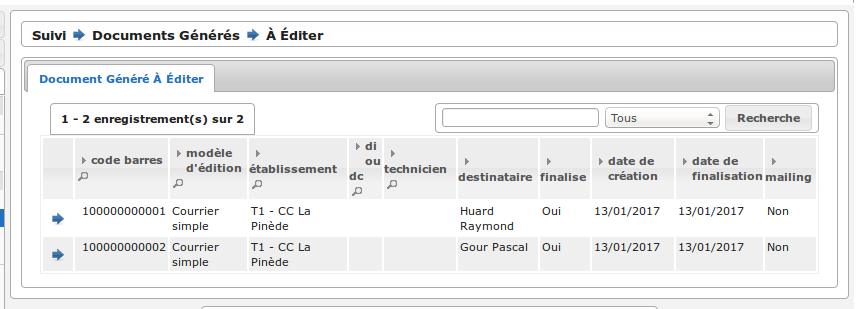 Suivi Documents Générés À Éditer
Document Généré À Éditer
1 - 2 enregistrement(s) sur 2
Tous
Recherche
code barres
modèle
d'édition
établissement
di
ou
dc
technicien
destinataire
finalise
date de
création
date de
finalisation
mailing
100000000001 Courrier simple T1 - CC La Pinède Huard Raymond Oui 13/01/2017 13/01/2017 Non
100000000002 Courrier simple T1 - CC La Pinède Gour Pascal Oui 13/01/2017 13/01/2017 Non